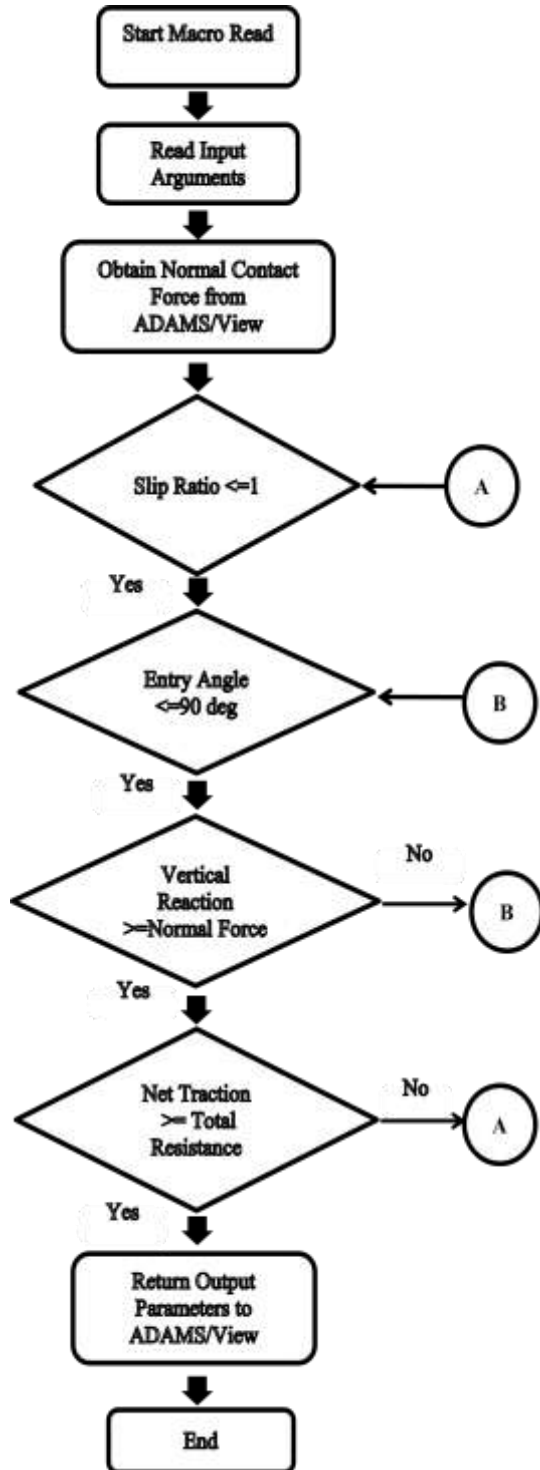 Start Macro Read
Read Input
Arguments
Obtain Normal Contact
Force from
ADAMS/View
Slip Ratio <=1
A
Yes
Entry Angle
<=90 deg
B
Yes
Vertical
Reaction
>=Normal Force
No
B
Yes
Net Traction
>= Total
Resistance
No
A
Yes
Return Output
Parameters to
ADAMS/View
End